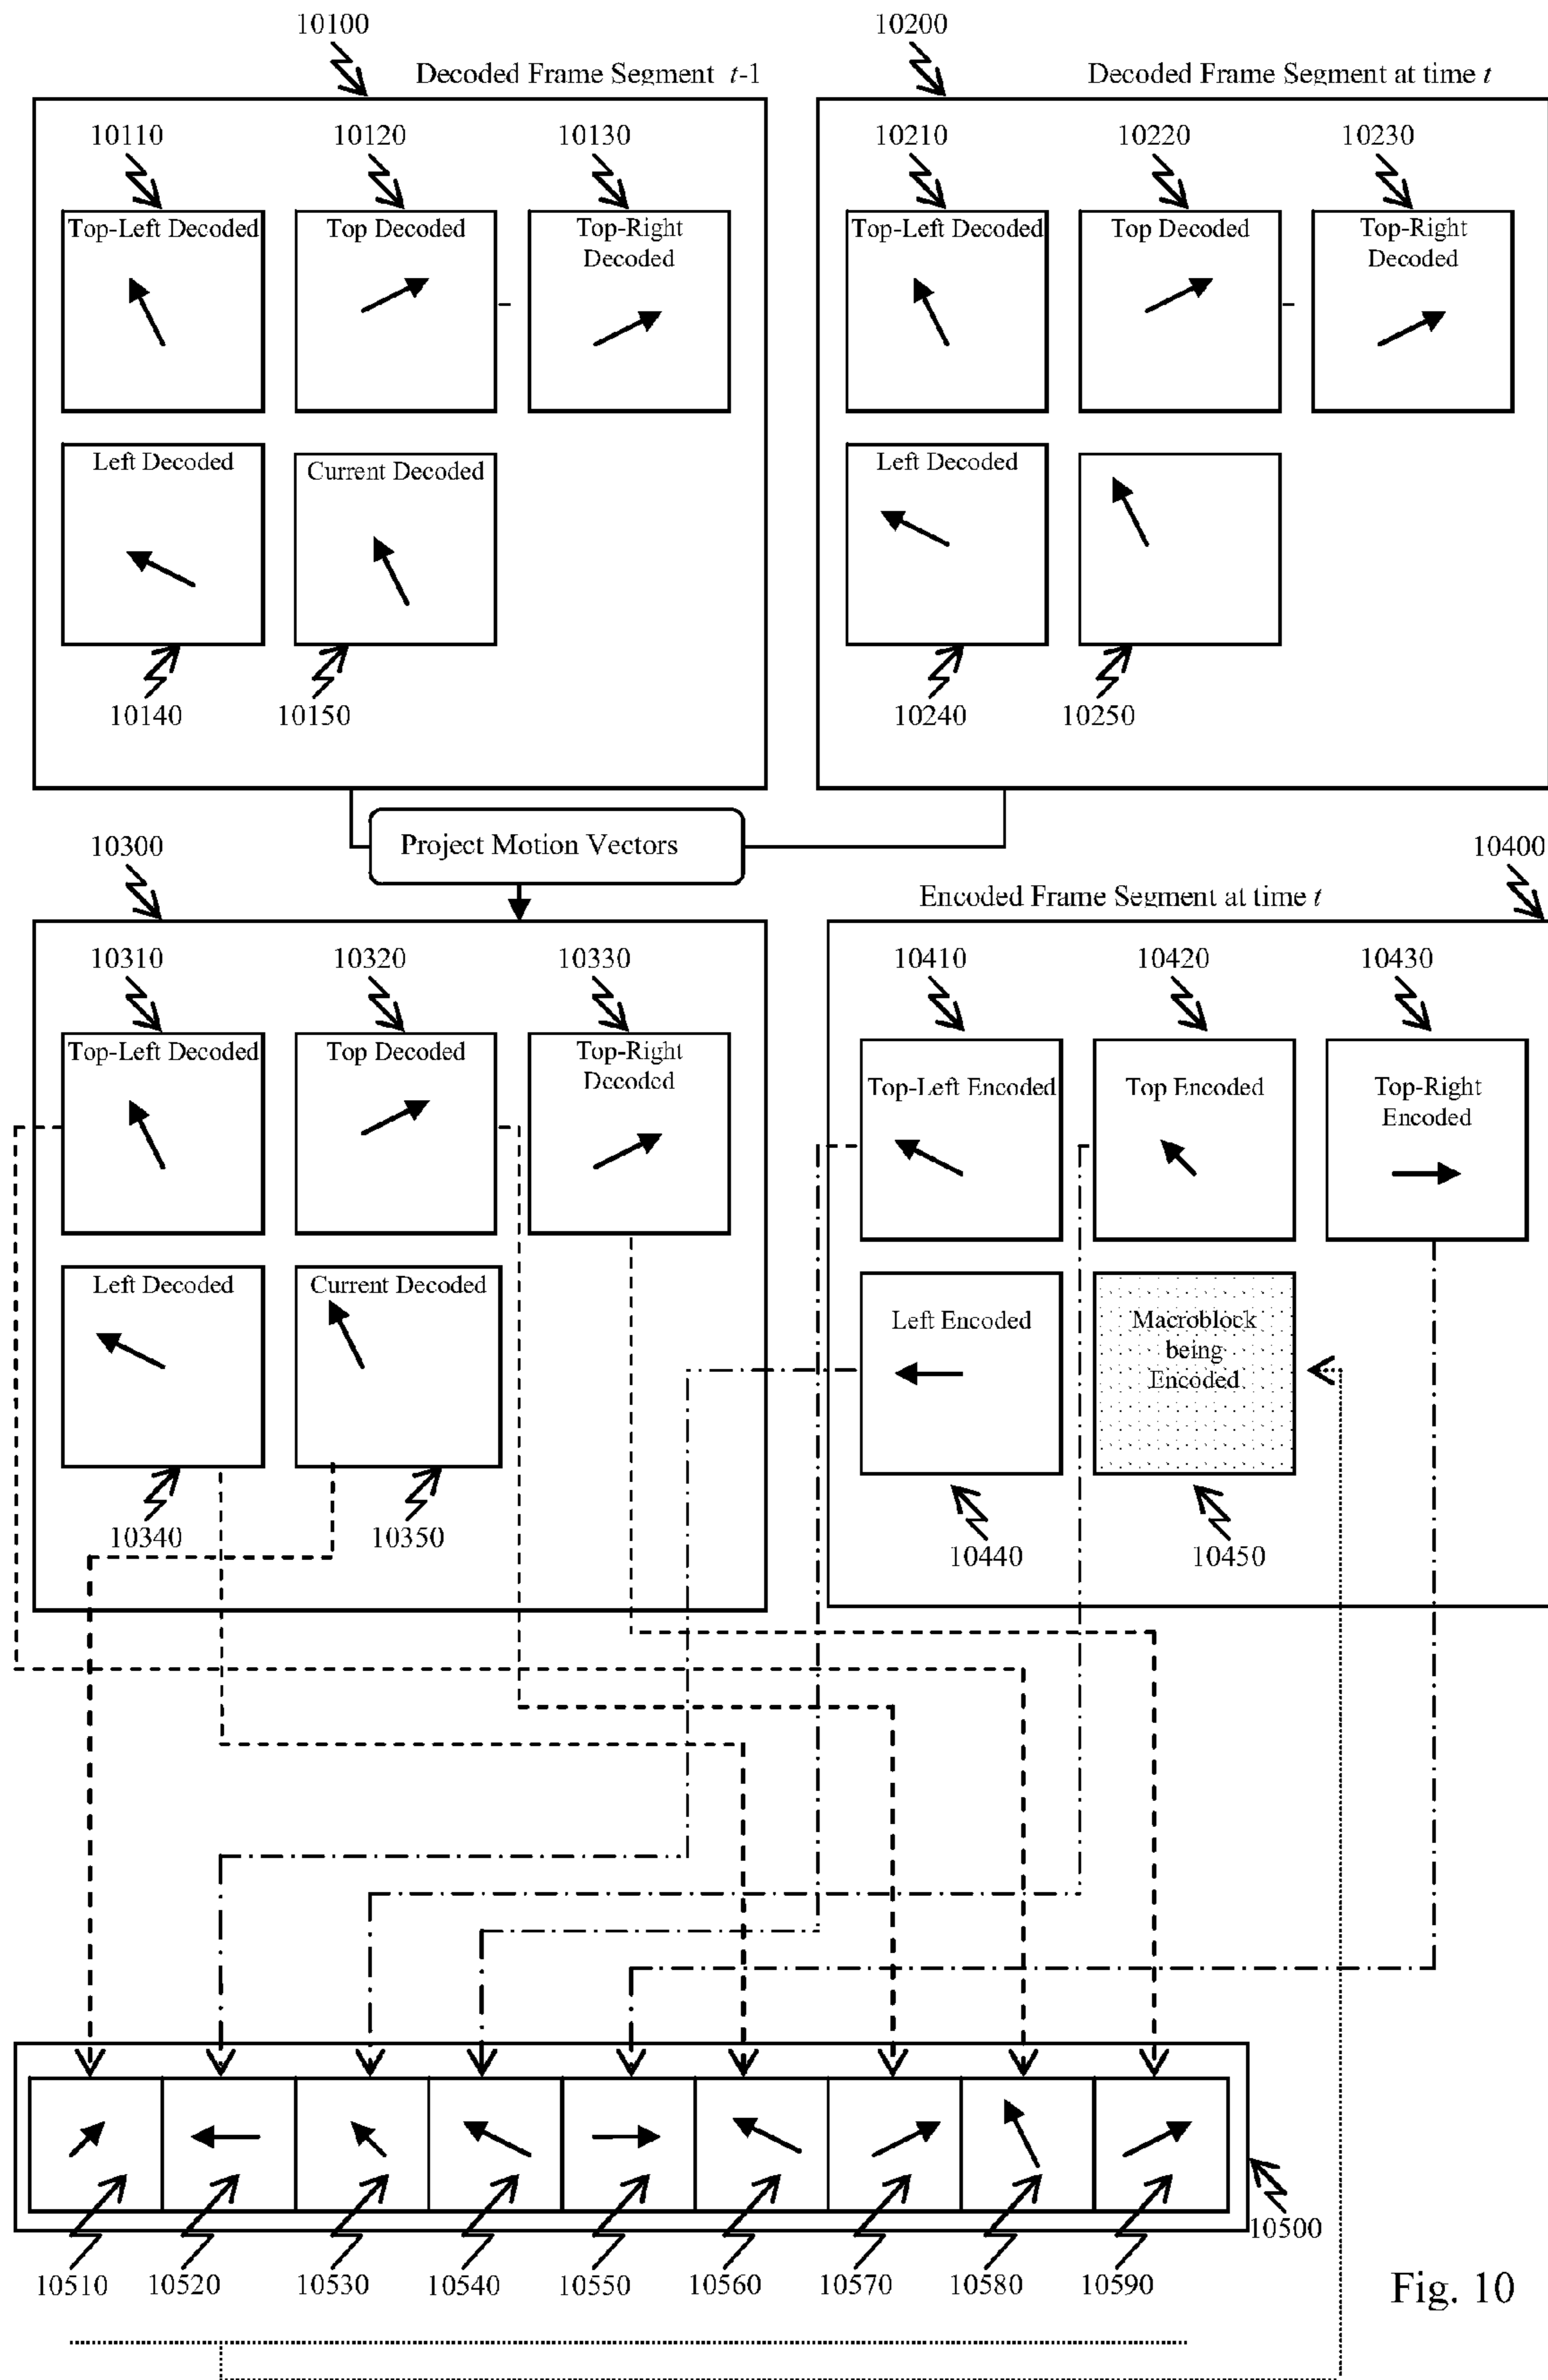 10100
10200
Decoded Frame Segment t-1
Decoded Frame Segment at time t
10110
10120
10130
10210
10220
10230
Top-Left Decoded
Top Decoded
Top-Right
Decoded
Top-Left Decoded
Top Decoded
Top-Right
Decoded
Left Decoded
Current Decoded
Left Decoded
10140
10150
10240
10250
Project Motion Vectors
10300
10400
Encoded Frame Segment at time t
10310
10320
10330
10410
10420
10430
Top-Left Decoded
Top Decoded
Top-Right
Decoded
Top-Left Encoded
Top Encoded
Top-Right
Encoded
Left Decoded
Current Decoded
Left Encoded
Macroblock
being
Encoded
10340
10350
10440
10450
10500
10510
10520
10530
10540
10550
10560
10570
10580
10590
Fig. 10